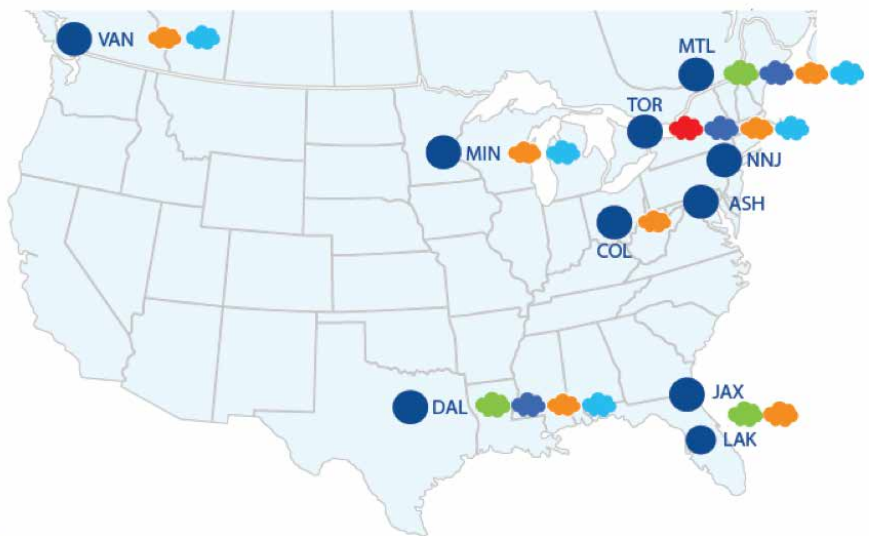 VAN
MTL
TOR
MIN
NNJ
ASH
COL
JAX
DAL
LAK